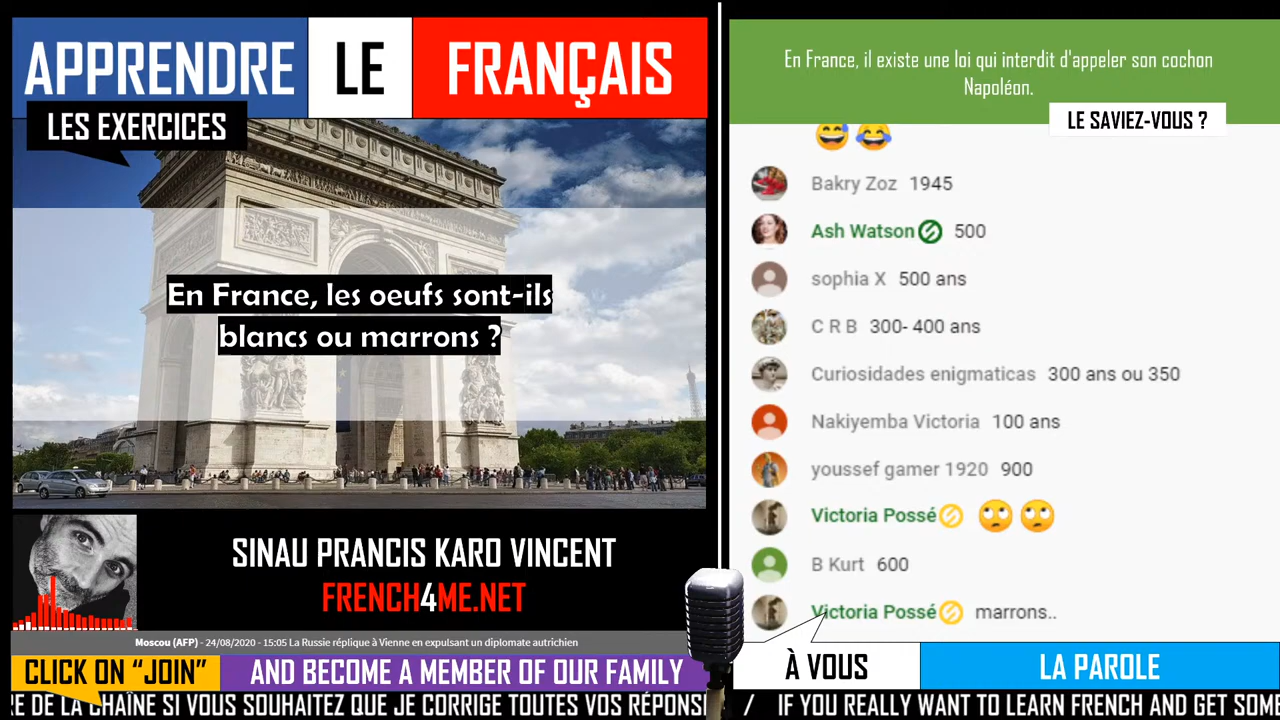 APPRENDRE LE FRANÇAIS
LES EXERCICES
En France, les oeufs sont-ils
blancs ou marrons ?
SINAU PRANCIS KARO VINCENT
FRENCH4ME.NET
Moscou (AFP) - 24/08/2020 - 15:05 La Russie réplique à Vienne en expulsant un diplomate autrichien
CLICK ON “JOIN” AND BECOME A MEMBER OF OUR FAMILY
En France, il existe une loi qui interdit d'appeler son cochon
Napoléon.
LE SAVIEZ-VOUS ?
😅😂
Bakry Zoz 1945
Ash Watson 500
sophia X 500 ans
C R B 300- 400 ans
Curiosidades enigmaticas 300 ans ou 350
Nakiyemba Victoria 100 ans
youssef gamer 1920 900
Victoria Possé 🙄 🙄
B Kurt 600
Victoria Possé marrons..
À VOUS LA PAROLE
DE LA CHAÎNE SI VOUS SOUHAITEZ QUE JE CORRIGE TOUTES VOS RÉPONS / IF YOU REALLY WANT TO LEARN FRENCH AND GET SOME